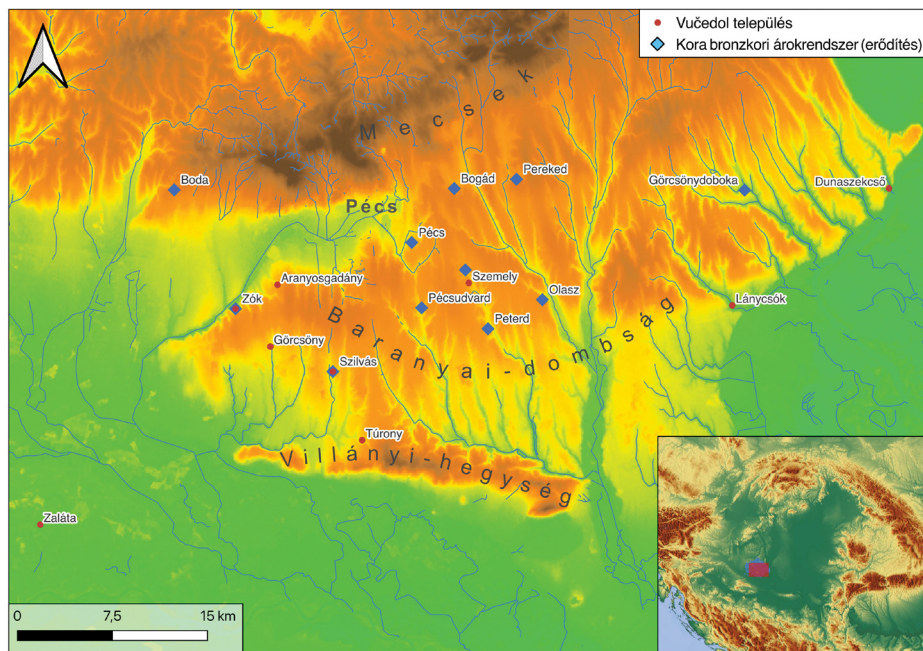 Vučedol település
Kora bronzkori árokrendszer (erődítés)
Mecsek
Boda
Bogád
Pereked
Görcsönydoboka
Dunaszekcső
Pécs
Pécs
Aranyosgadány
Szemely
Zók
Pécsudvard
Olasz
Lánycsók
Peterd
Baranyai-dombság
Görcsöny
Szilvás
Túrony
Villányi-hegység
Zaláta
0 7,5 15 km